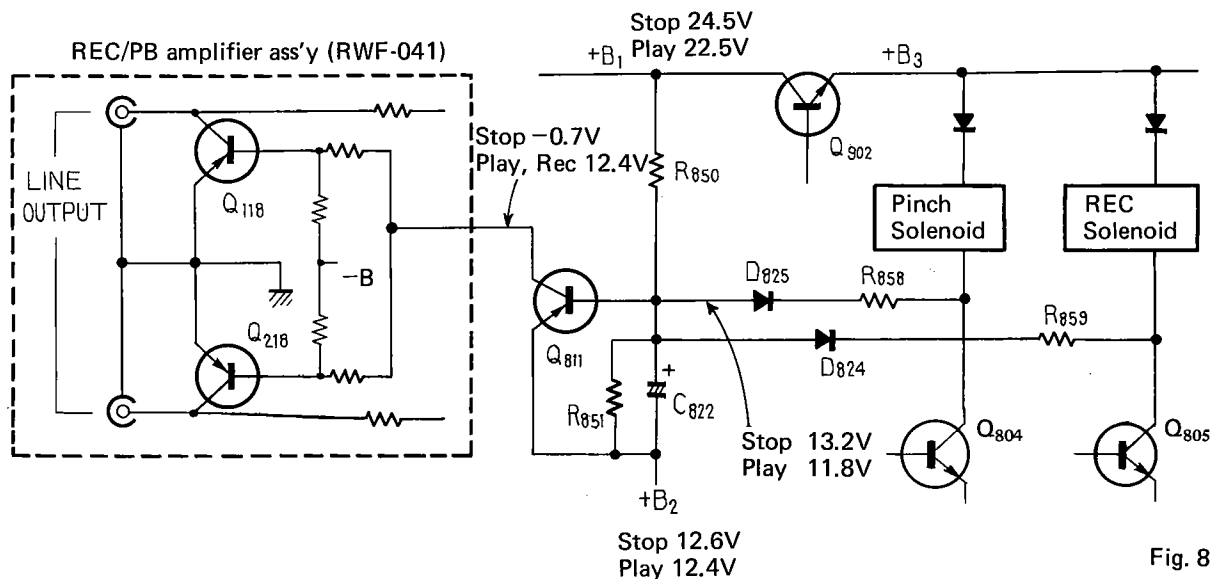 REC/PB amplifier ass'y (RWF-041)
Stop 24.5V
Play 22.5V
+B1
+B3
Q902
Stop −0.7V
Play, Rec 12.4V
LINE
OUTPUT
Q118
−B
Q218
R850
Pinch
Solenoid
REC
Solenoid
D825
R858
R859
D824
Q811
R851
+
C822
Stop 13.2V
Play 11.8V
Q804
Q805
+B2
Stop 12.6V
Play 12.4V
Fig. 8